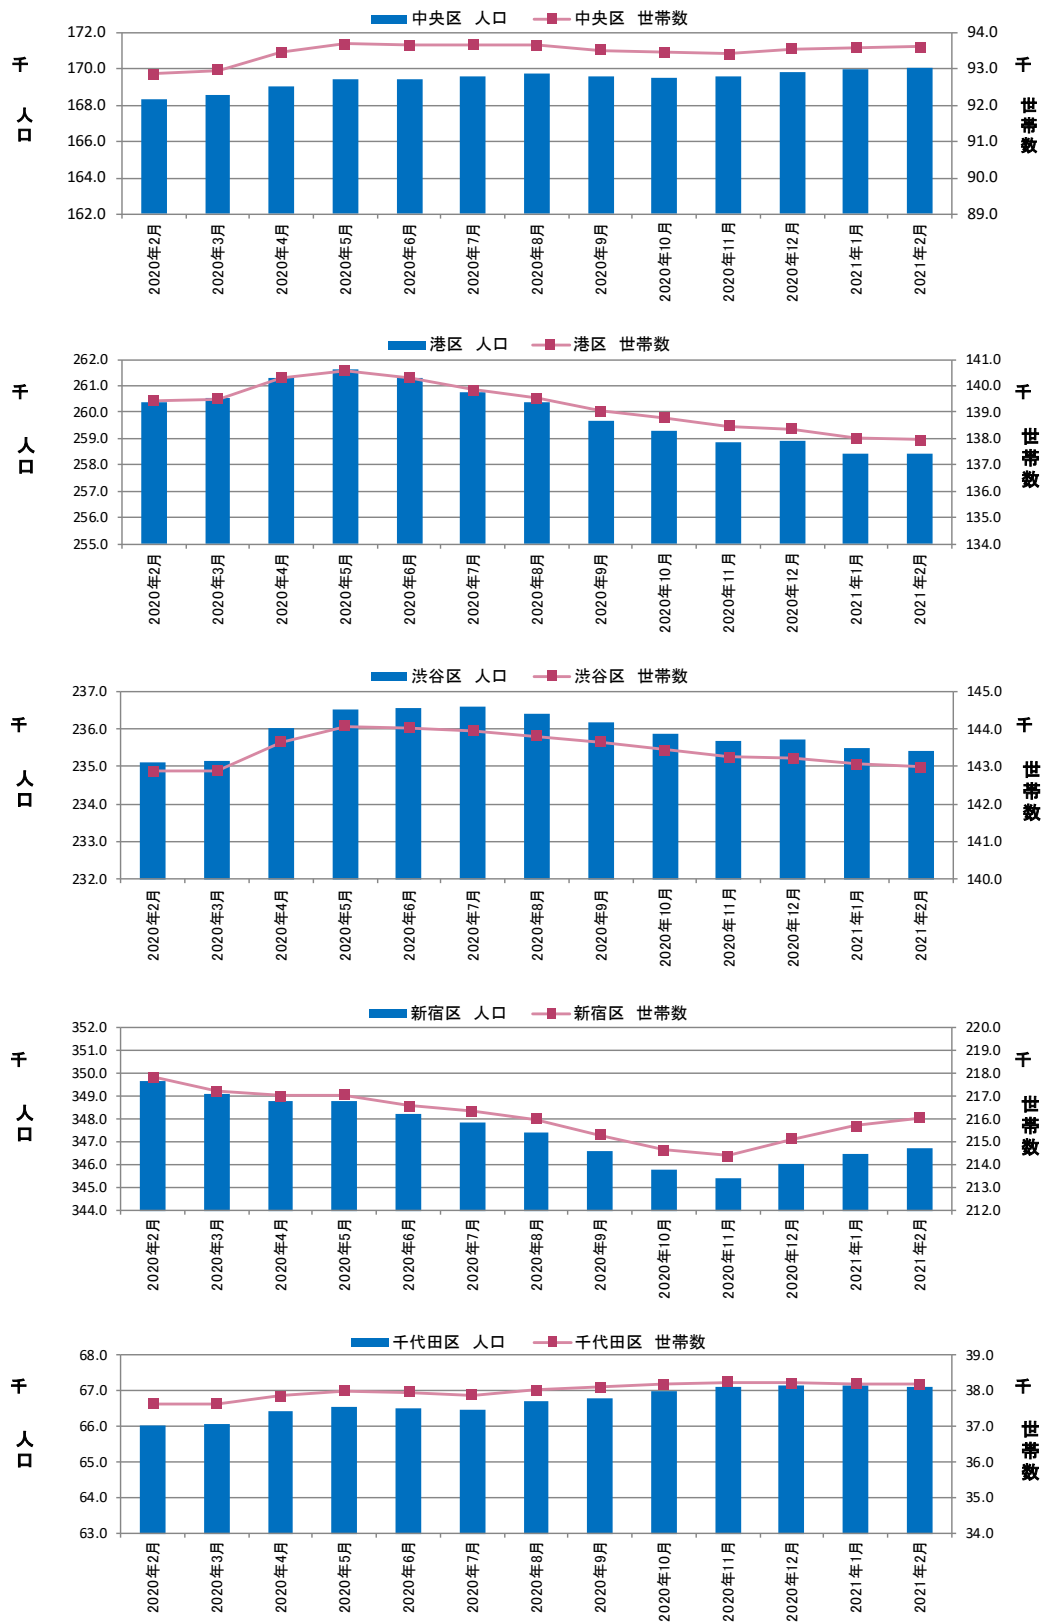 中央区 人口 中央区 世帯数
千
人口
172.0
170.0
168.0
166.0
164.0
162.0
94.0
93.0
92.0
91.0
90.0
89.0
千
世帯数
2020年2月
2020年3月
2020年4月
2020年5月
2020年6月
2020年7月
2020年8月
2020年9月
2020年10月
2020年11月
2020年12月
2021年1月
2021年2月
港区 人口 港区 世帯数
千
人口
262.0
261.0
260.0
259.0
258.0
257.0
256.0
255.0
141.0
140.0
139.0
138.0
137.0
136.0
135.0
134.0
千
世帯数
2020年2月
2020年3月
2020年4月
2020年5月
2020年6月
2020年7月
2020年8月
2020年9月
2020年10月
2020年11月
2020年12月
2021年1月
2021年2月
渋谷区 人口 渋谷区 世帯数
千
人口
237.0
236.0
235.0
234.0
233.0
232.0
145.0
144.0
143.0
142.0
141.0
140.0
千
世帯数
2020年2月
2020年3月
2020年4月
2020年5月
2020年6月
2020年7月
2020年8月
2020年9月
2020年10月
2020年11月
2020年12月
2021年1月
2021年2月
新宿区 人口 新宿区 世帯数
千
人口
352.0
351.0
350.0
349.0
348.0
347.0
346.0
345.0
344.0
220.0
219.0
218.0
217.0
216.0
215.0
214.0
213.0
212.0
千
世帯数
2020年2月
2020年3月
2020年4月
2020年5月
2020年6月
2020年7月
2020年8月
2020年9月
2020年10月
2020年11月
2020年12月
2021年1月
2021年2月
千代田区 人口 千代田区 世帯数
千
人口
68.0
67.0
66.0
65.0
64.0
63.0
39.0
38.0
37.0
36.0
35.0
34.0
千
世帯数
2020年2月
2020年3月
2020年4月
2020年5月
2020年6月
2020年7月
2020年8月
2020年9月
2020年10月
2020年11月
2020年12月
2021年1月
2021年2月